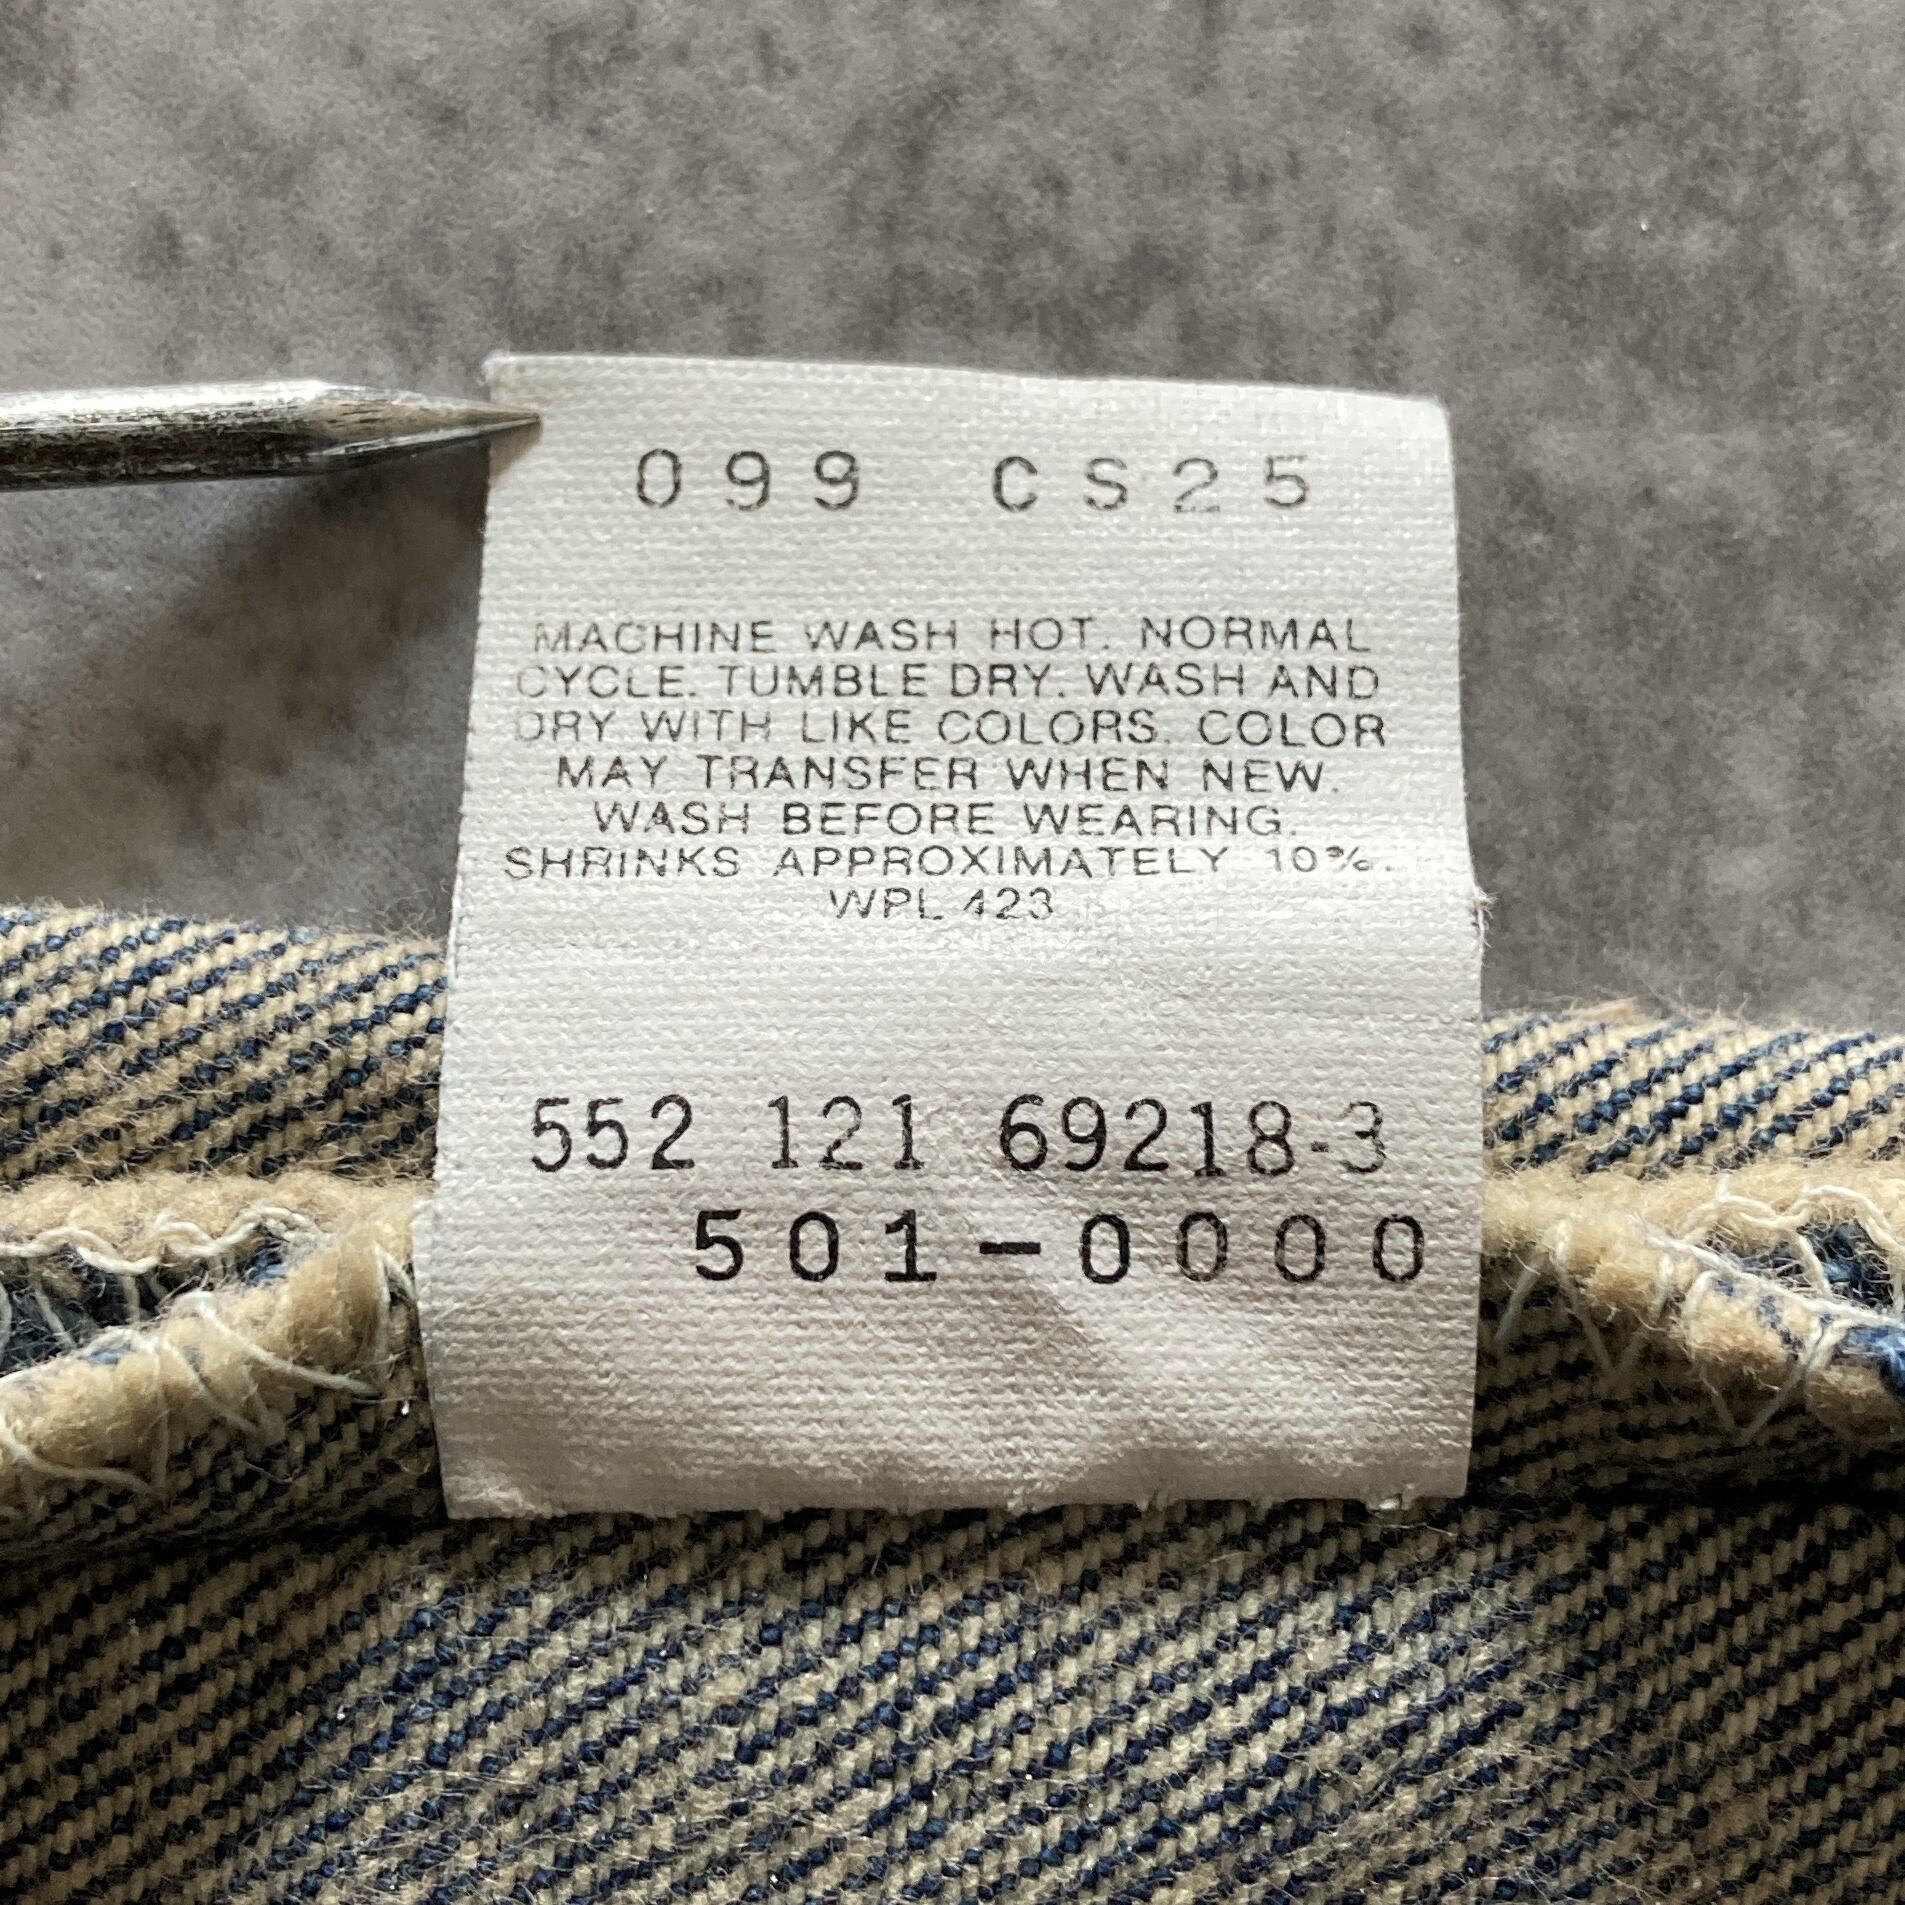 099 CS25
MACHINE WASH HOT. NORMAL
CYCLE. TUMBLE DRY. WASH AND
DRY WITH LIKE COLORS. COLOR
MAY TRANSFER WHEN NEW.
WASH BEFORE WEARING.
SHRINKS APPROXIMATELY 10%.
WPL 423
552 121 69218-3
501-0000